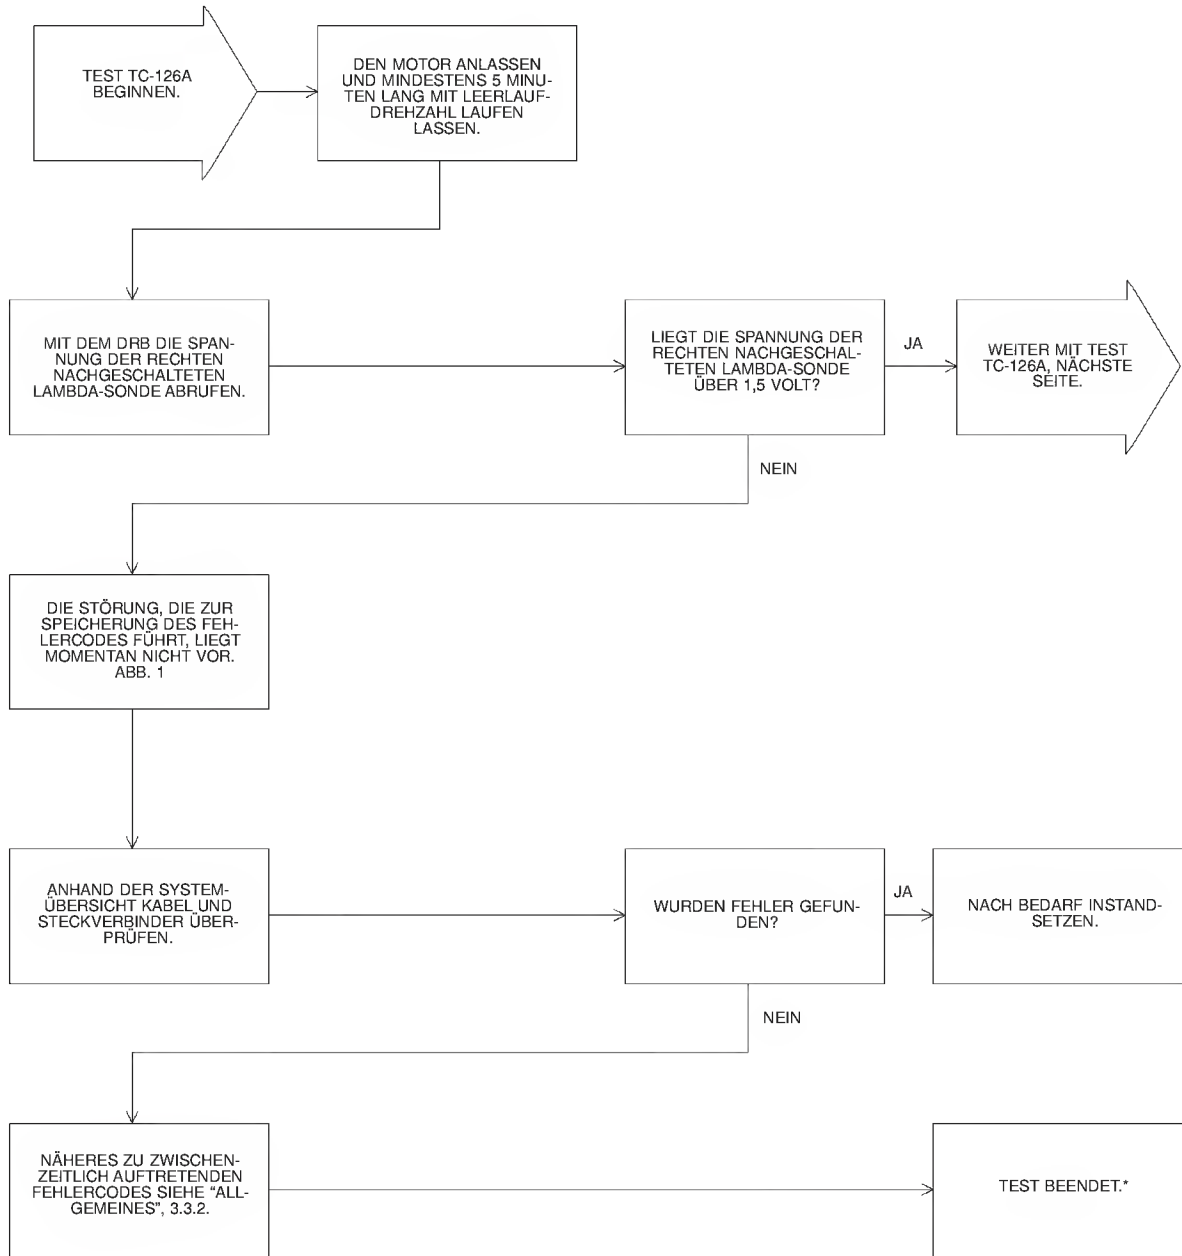 TEST TC-126A
BEGINNEN.
DEN MOTOR ANLASSEN
UND MINDESTENS 5 MINU-
TEN LANG MIT LEERLAUF-
DREHZAHL LAUFEN
LASSEN.
MIT DEM DRB DIE SPAN-
NUNG DER RECHTEN
NACHGESCHALTETEN
LAMBDA-SONDE ABRUFEN.
LIEGT DIE SPANNUNG DER
RECHTEN NACHGESCHAL-
TETEN LAMBDA-SONDE
ÜBER 1,5 VOLT?
JA
WEITER MIT TEST
TC-126A, NÄCHSTE
SEITE.
NEIN
DIE STÖRUNG, DIE ZUR
SPEICHERUNG DES FEH-
LERCODES FÜHRT, LIEGT
MOMENTAN NICHT VOR.
ABB. 1
ANHAND DER SYSTEM-
ÜBERSICHT KABEL UND
STECKVERBINDER ÜBER-
PRÜFEN.
WURDEN FEHLER GEFUN-
DEN?
JA
NACH BEDARF INSTAND-
SETZEN.
NEIN
NÄHERES ZU ZWISCHEN-
ZEITLICH AUFTRETENDEN
FEHLERCODES SIEHE “ALL-
GEMEINES”, 3.3.2.
TEST BEENDET.*